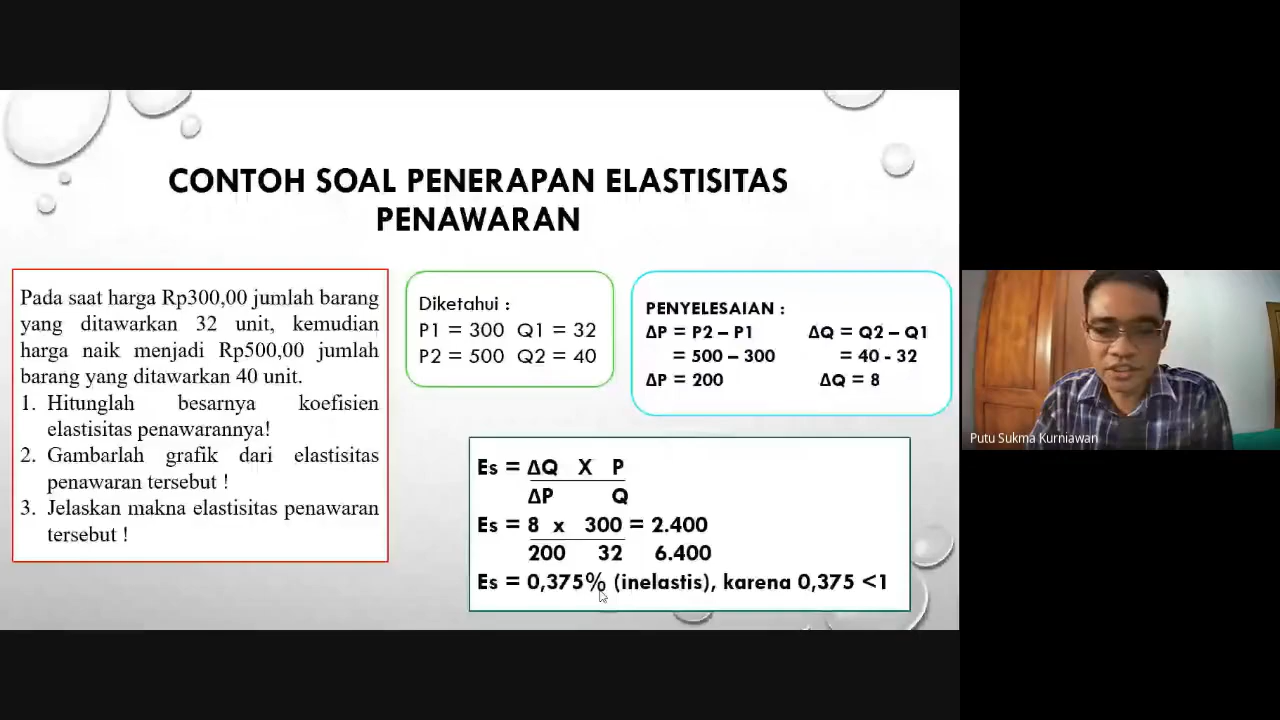 CONTOH SOAL PENERAPAN ELASTISITAS
PENAWARAN
Pada saat harga Rp300,00 jumlah barang
yang ditawarkan 32 unit, kemudian
harga naik menjadi Rp500,00 jumlah
barang yang ditawarkan 40 unit.
1. Hitunglah besarnya koefisien
elastisitas penawarannya!
2. Gambarlah grafik dari elastisitas
penawaran tersebut !
3. Jelaskan makna elastisitas penawaran
tersebut !
Diketahui :
P1 = 300 Q1 = 32
P2 = 500 Q2 = 40
PENYELESAIAN :
ΔP = P2 – P1 ΔQ = Q2 – Q1
= 500 – 300 = 40 - 32
ΔP = 200 ΔQ = 8
Es = ΔQ X P
ΔP Q
Es = 8 x 300 = 2.400
200 32 6.400
Es = 0,375% (inelastis), karena 0,375 <1
Putu Sukma Kurniawan